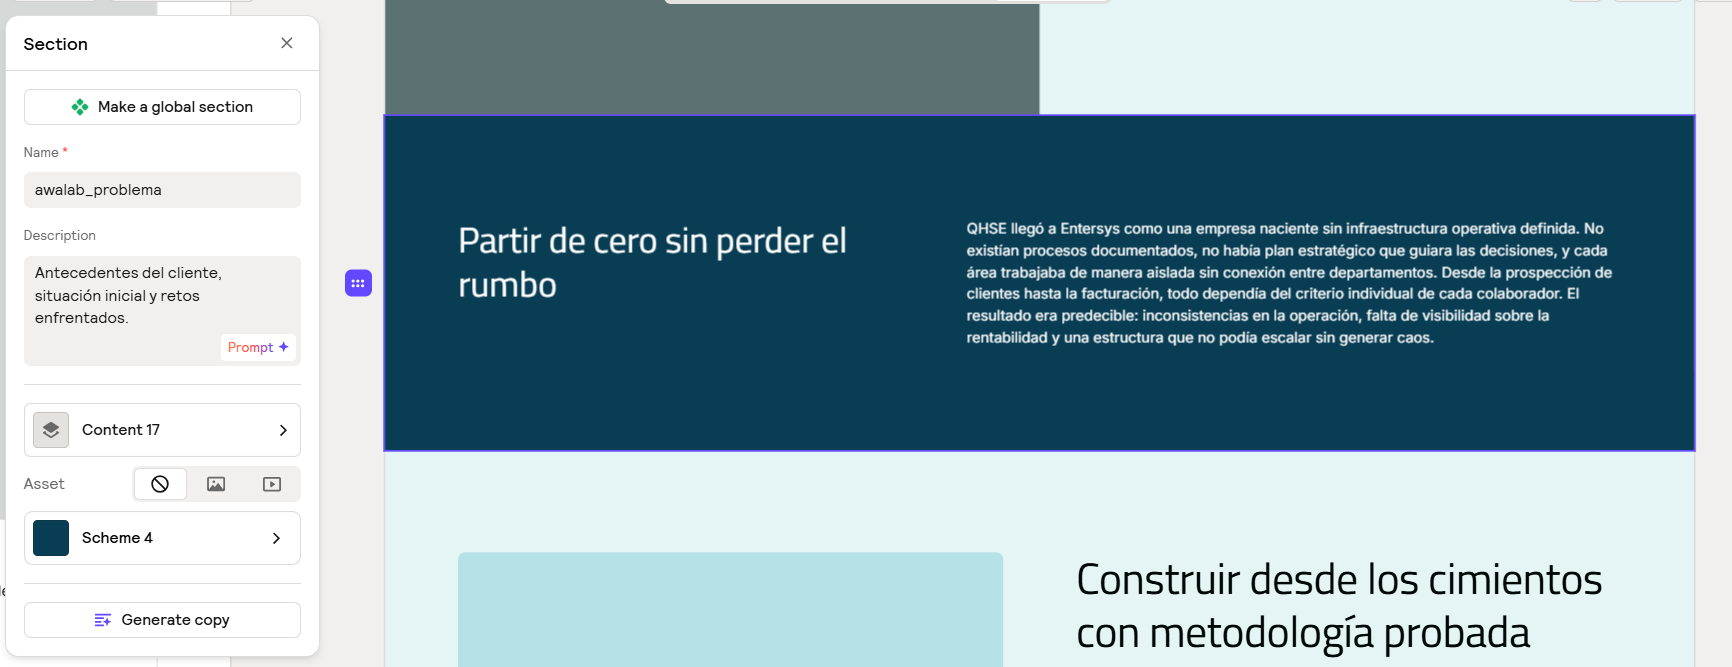 Section
Make a global section
Name *
awalab_problema
Description
Antecedentes del cliente,
situación inicial y retos
enfrentados.
Prompt
Content 17
Asset
Scheme 4
Generate copy
Partir de cero sin perder el
rumbo
QHSE llegó a Entersys como una empresa naciente sin infraestructura operativa definida. No
existían procesos documentados, no había plan estratégico que guiara las decisiones, y cada
área trabajaba de manera aislada sin conexión entre departamentos. Desde la prospección de
clientes hasta la facturación, todo dependía del criterio individual de cada colaborador. El
resultado era predecible: inconsistencias en la operación, falta de visibilidad sobre la
rentabilidad y una estructura que no podía escalar sin generar caos.
Construir desde los cimientos
con metodología probada